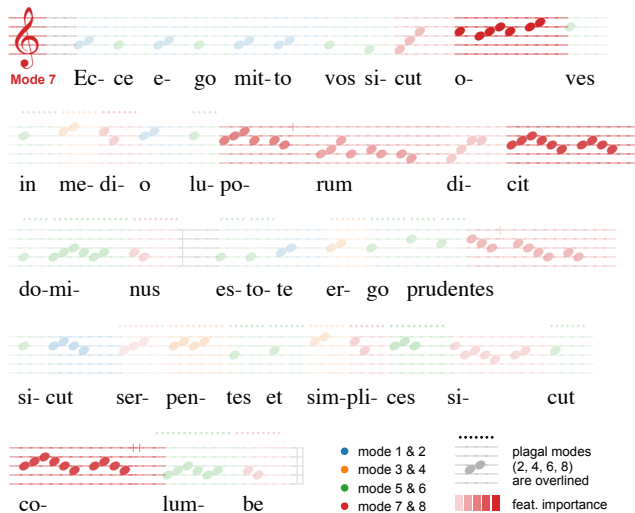 Mode 7 Ec- ce e- go mit-to vos si- cut o- ves
in me- di- o lu- po- rum di- cit
do-mi- nus es- to- te er- go prudentes
si- cut ser- pen- tes et sim-pli- ces si- cut
co- lum- be
mode 1 & 2
mode 3 & 4
mode 5 & 6
mode 7 & 8
plagal modes
(2, 4, 6, 8)
are overlined
feat. importance